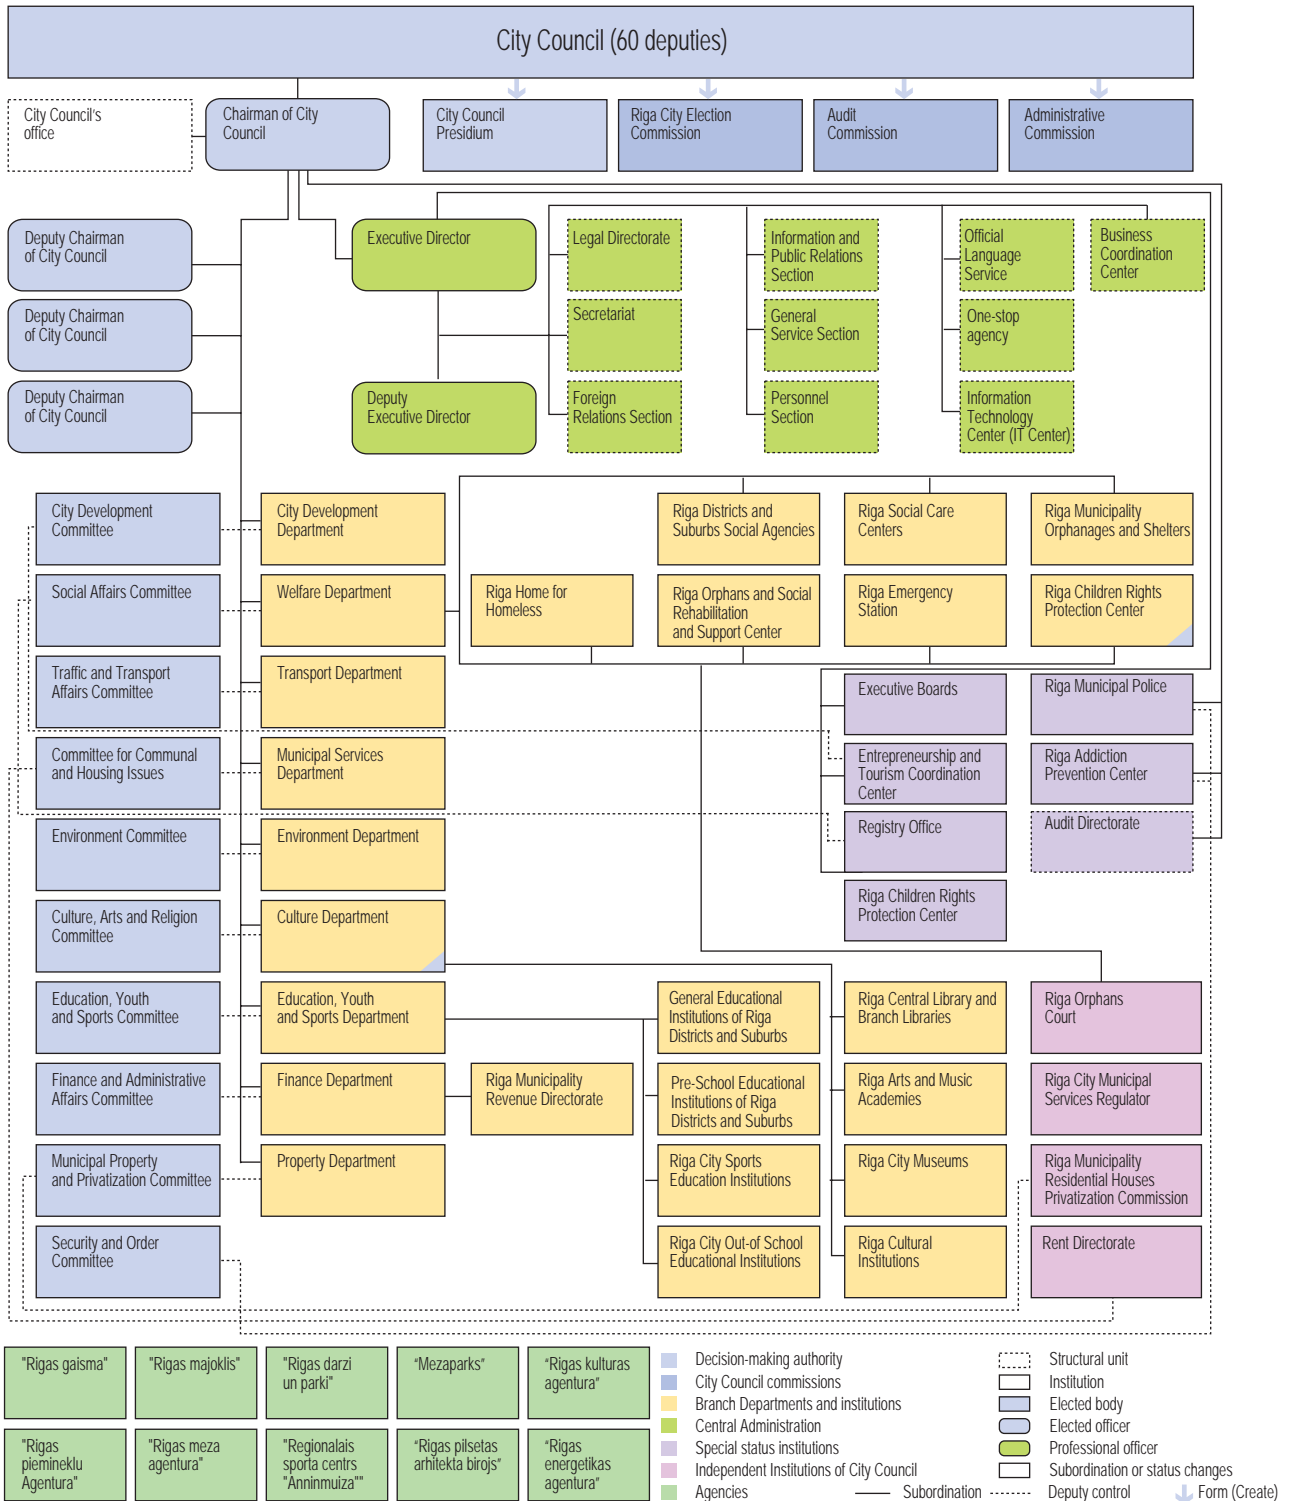 City Council (60 deputies)
City Council's
office
Chairman of City
Council
City Council
Presidium
Riga City Election
Commission
Audit
Commission
Administrative
Commission
Deputy Chairman
of City Council
Executive Director
Legal Directorate
Information and
Public Relations
Section
Official
Language
Service
Business
Coordination
Center
Deputy Chairman
of City Council
Secretariat
General
Service Section
One-stop
agency
Deputy Chairman
of City Council
Deputy
Executive Director
Foreign
Relations Section
Personnel
Section
Information
Technology
Center (IT Center)
City Development
Committee
City Development
Department
Riga Districts and
Suburbs Social Agencies
Riga Social Care
Centers
Riga Municipality
Orphanages and Shelters
Social Affairs Committee
Welfare Department
Riga Home for
Homeless
Riga Orphans and Social
Rehabilitation
and Support Center
Riga Emergency
Station
Riga Children Rights
Protection Center
Traffic and Transport
Affairs Committee
Transport Department
Executive Boards
Riga Municipal Police
Committee for Communal
and Housing Issues
Municipal Services
Department
Entrepreneurship and
Tourism Coordination
Center
Riga Addiction
Prevention Center
Environment Committee
Environment Department
Registry Office
Audit Directorate
Riga Children Rights
Protection Center
Culture, Arts and Religion
Committee
Culture Department
Education, Youth
and Sports Committee
Education, Youth
and Sports Department
General Educational
Institutions of Riga
Districts and Suburbs
Riga Central Library and
Branch Libraries
Riga Orphans
Court
Finance and Administrative
Affairs Committee
Finance Department
Riga Municipality
Revenue Directorate
Pre-School Educational
Institutions of Riga
Districts and Suburbs
Riga Arts and Music
Academies
Riga City Municipal
Services Regulator
Municipal Property
and Privatization Committee
Property Department
Riga City Sports
Education Institutions
Riga City Museums
Riga Municipality
Residential Houses
Privatization Commission
Security and Order
Committee
Riga City Out-of School
Educational Institutions
Riga Cultural
Institutions
Rent Directorate
"Rigas gaisma"
"Rigas majoklis"
"Rigas darzi
un parki"
"Mezaparks"
"Rigas kulturas
agentura"
"Rigas
piemineklu
Agentura"
"Rigas meza
agentura"
"Regionalais
sporta centrs
"Anninmuiza""
"Rigas pilsetas
arhitekta birojs"
"Rigas
energetikas
agentura"
Decision-making authority
City Council commissions
Branch Departments and institutions
Central Administration
Special status institutions
Independent Institutions of City Council
Agencies
Structural unit
Institution
Elected body
Elected officer
Professional officer
Subordination or status changes
Subordination
Deputy control
Form (Create)